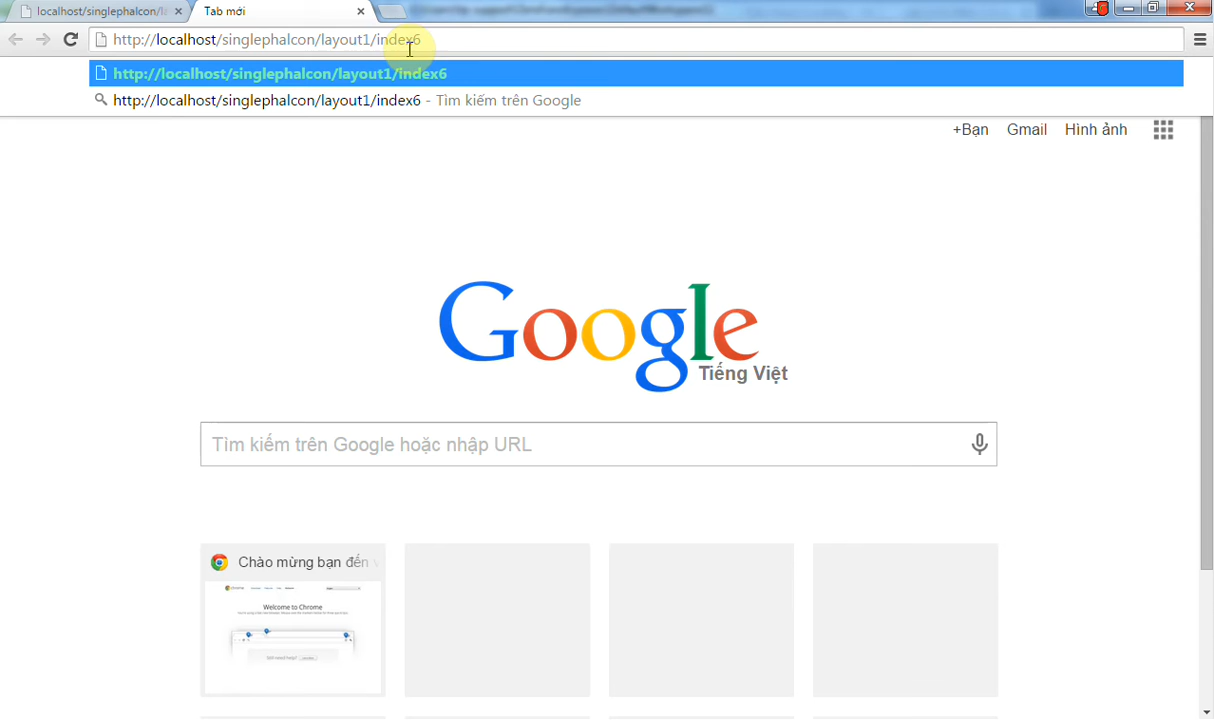 localhost/singlephalcon/la
Tab mới
http://localhost/singlephalcon/layout1/index6
http://localhost/singlephalcon/layout1/index6
http://localhost/singlephalcon/layout1/index6 - Tìm kiếm trên Google
+Bạn Gmail Hình ảnh
Google
Tiếng Việt
Tìm kiếm trên Google hoặc nhập URL
Chào mừng bạn đến v
Welcome to Chrome